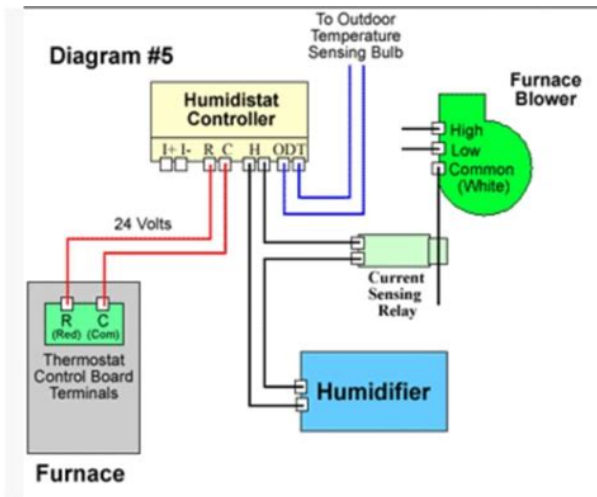 Diagram #5
To Outdoor
Temperature
Sensing Bulb
Furnace
Blower
Humidistat
Controller
I+ I- R C H ODT
High
Low
Common
(White)
24 Volts
Current
Sensing
Relay
R C
(Red) (Com)
Thermostat
Control Board
Terminals
Humidifier
Furnace